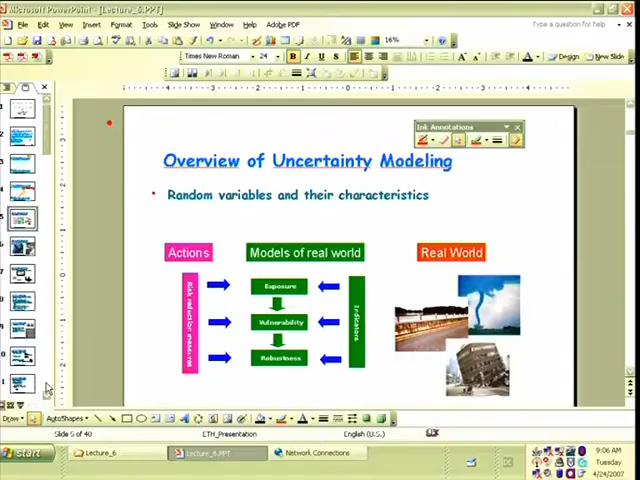 Microsoft PowerPoint - [Lecture_6.PPT]
File Edit View Insert Format Tools Slide Show Window Help Adobe PDF
Type a question for help
16%
Times New Roman 24 B I U S Design New Slide
Ink Annotations
Overview of Uncertainty Modeling
• Random variables and their characteristics
Actions Models of real world Real World
Risk reduction measures
Exposure
Vulnerability
Robustness
Indicators
Draw AutoShapes
Slide 5 of 40 ETH_Presentation English (U.S.)
start Lecture_6 Lecture_6.PPT Network Connections
9:06 AM
Tuesday
4/24/2007